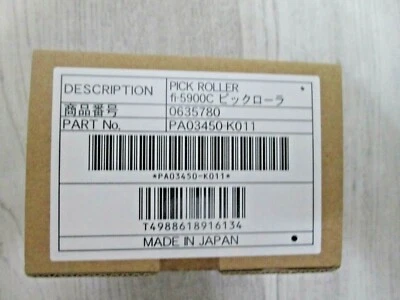 DESCRIPTION PICK ROLLER
fi-5900C ピックローラ
商品番号 0635780
PART No. PA03450-K011
*PA03450-K011*
T4988618916134
MADE IN JAPAN